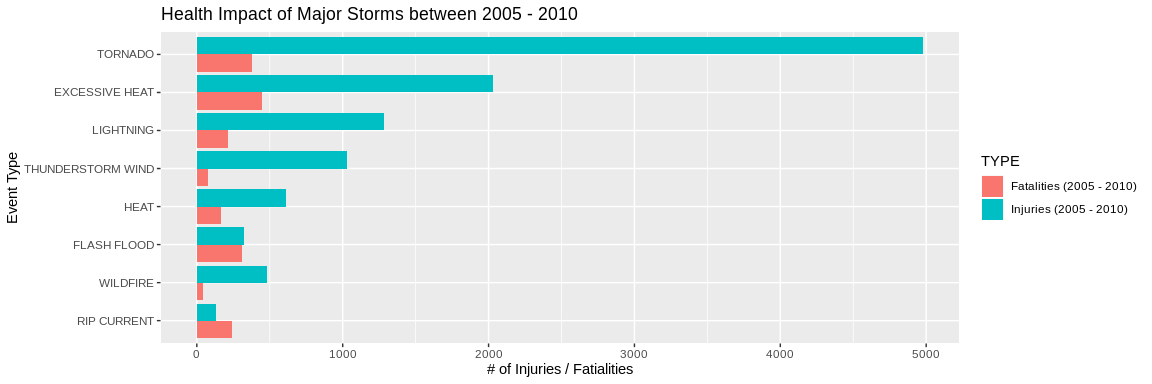 Health Impact of Major Storms between 2005 - 2010
Event Type
TORNADO
EXCESSIVE HEAT
LIGHTNING
THUNDERSTORM WIND
HEAT
FLASH FLOOD
WILDFIRE
RIP CURRENT
0 1000 2000 3000 4000 5000
# of Injuries / Fatialities
TYPE
Fatalities (2005 - 2010)
Injuries (2005 - 2010)